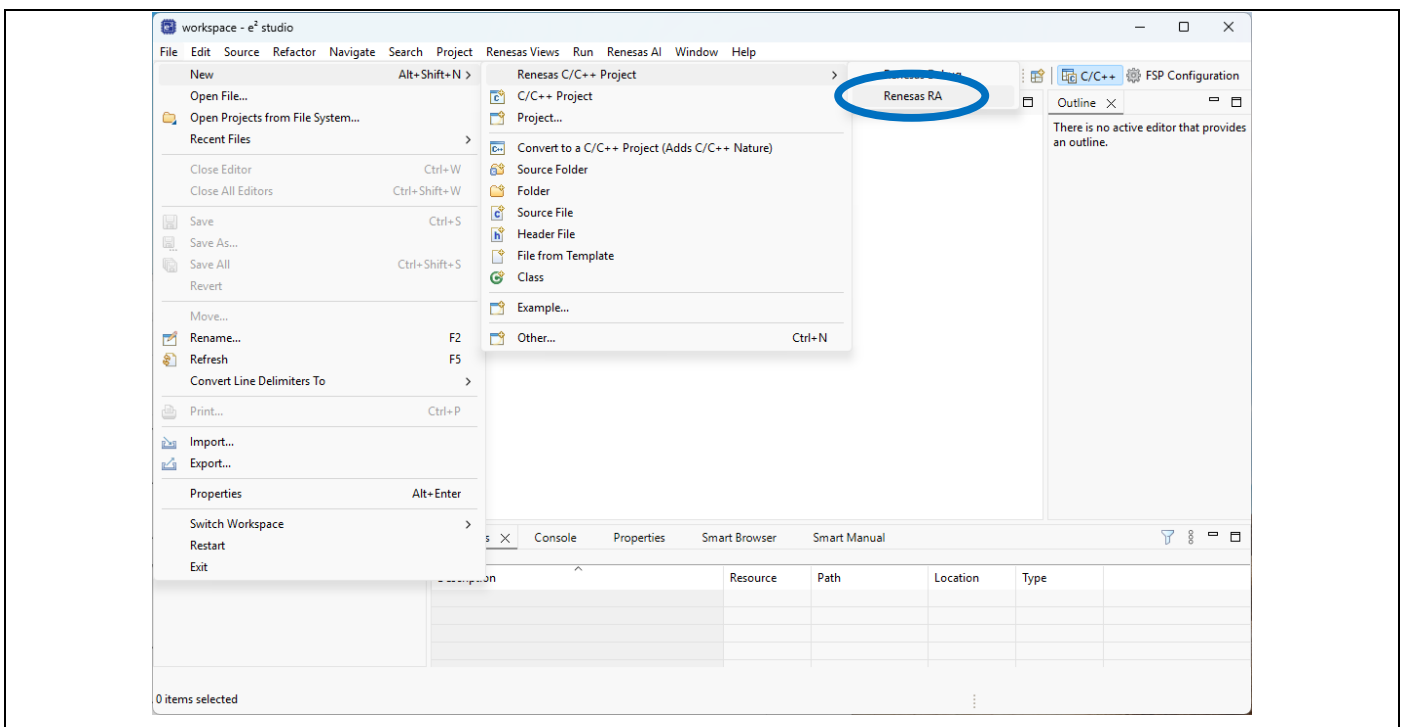 workspace - e² studio
File Edit Source Refactor Navigate Search Project Renesas Views Run Renesas AI Window Help
New Alt+Shift+N >
Open File...
Open Projects from File System...
Recent Files >
Close Editor Ctrl+W
Close All Editors Ctrl+Shift+W
Save Ctrl+S
Save As...
Save All Ctrl+Shift+S
Revert
Move...
Rename... F2
Refresh F5
Convert Line Delimiters To >
Print... Ctrl+P
Import...
Export...
Properties Alt+Enter
Switch Workspace >
Restart
Exit
Renesas C/C++ Project >
C/C++ Project
Project...
Convert to a C/C++ Project (Adds C/C++ Nature)
Source Folder
Folder
Source File
Header File
File from Template
Class
Example...
Other... Ctrl+N
Renesas RA
C/C++ FSP Configuration
Outline
There is no active editor that provides
an outline.
Console Properties Smart Browser Smart Manual
Resource Path Location Type
0 items selected